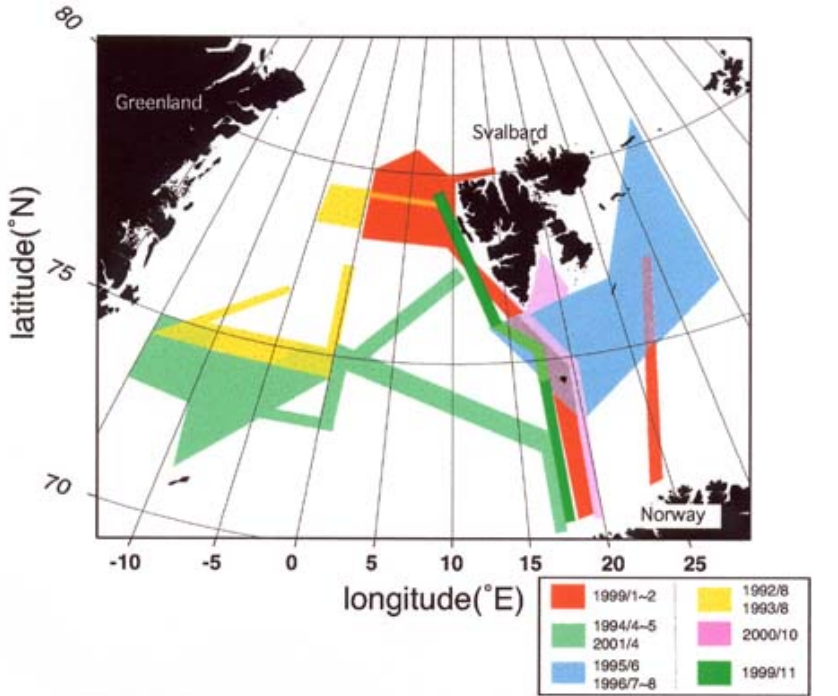 80
Greenland
Svalbard
75
latitude(°N)
70
Norway
-10 -5 0 5 10 15 20 25
longitude(°E)
1999/1~2
1992/8
1993/8
1994/4~5
2001/4
2000/10
1995/6
1996/7~8
1999/11